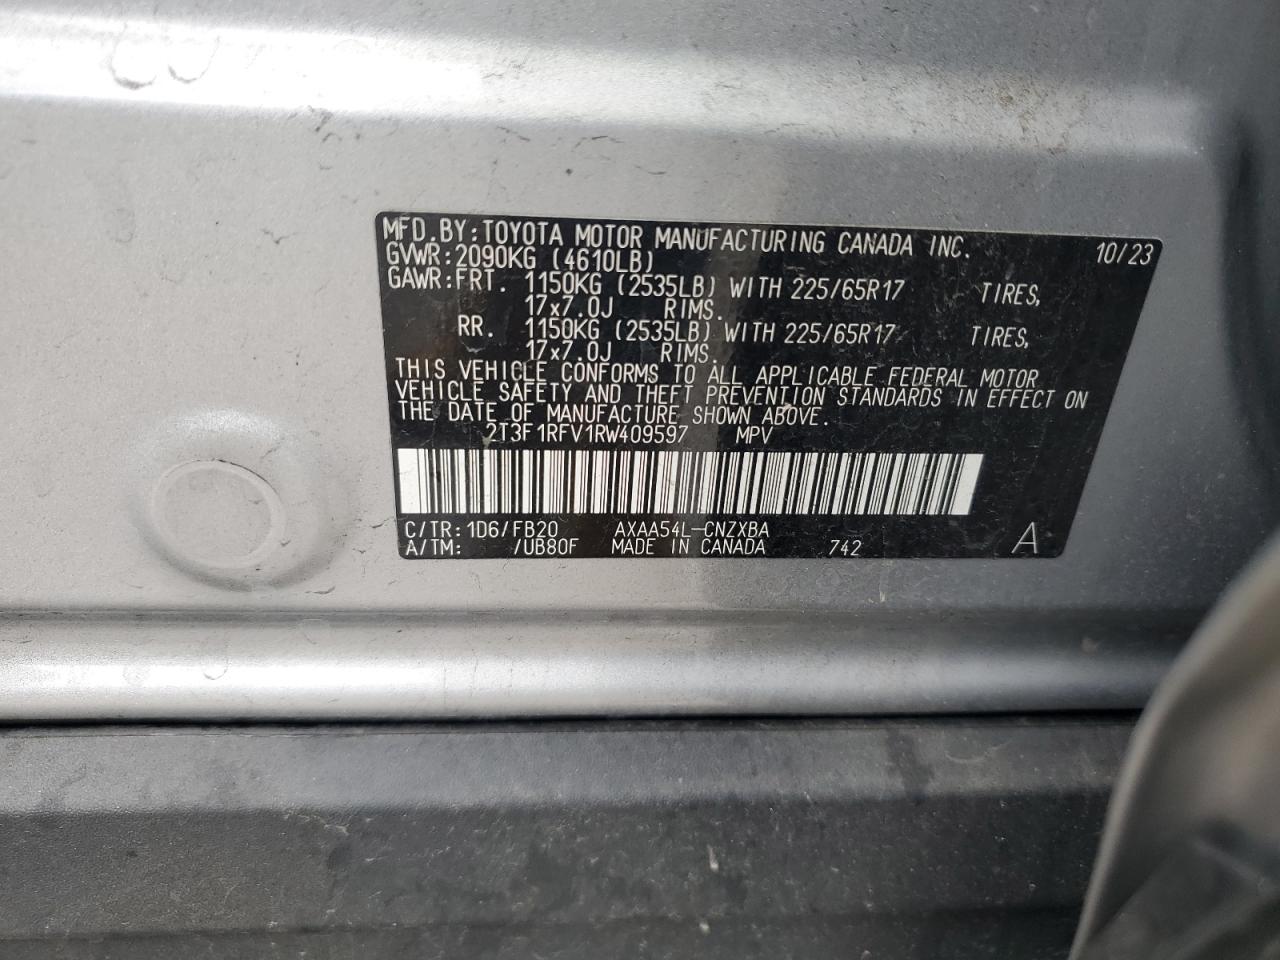 MFD.BY:TOYOTA MOTOR MANUFACTURING CANADA INC. 10/23
GVWR:2090KG (4610LB)
GAWR:FRT. 1150KG (2535LB) WITH 225/65R17 TIRES,
17x7.0J RIMS.
RR. 1150KG (2535LB) WITH 225/65R17 TIRES,
17x7.0J RIMS.
THIS VEHICLE CONFORMS TO ALL APPLICABLE FEDERAL MOTOR
VEHICLE SAFETY AND THEFT PREVENTION STANDARDS IN EFFECT ON
THE DATE OF MANUFACTURE SHOWN ABOVE.
2T3F1RFV1RW409597 MPV
C/TR:1D6/FB20 AXAA54L-CNZXBA
A/TM: /UB80F MADE IN CANADA 742 A